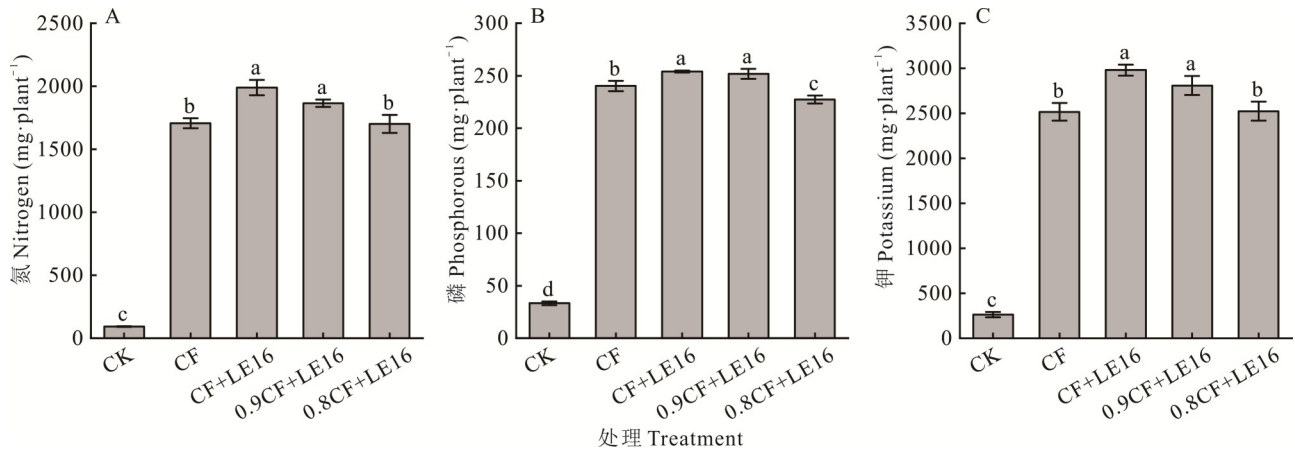 A
氮 Nitrogen (mg·plant⁻¹)
2500
2000
1500
1000
500
0
c
b
a
a
b
CK
CF
CF+LE16
0.9CF+LE16
0.8CF+LE16
B
磷 Phosphorous (mg·plant⁻¹)
300
250
200
150
100
50
0
d
b
a
a
c
CK
CF
CF+LE16
0.9CF+LE16
0.8CF+LE16
C
钾 Potassium (mg·plant⁻¹)
3500
3000
2500
2000
1500
1000
500
0
c
b
a
a
b
CK
CF
CF+LE16
0.9CF+LE16
0.8CF+LE16
处理 Treatment